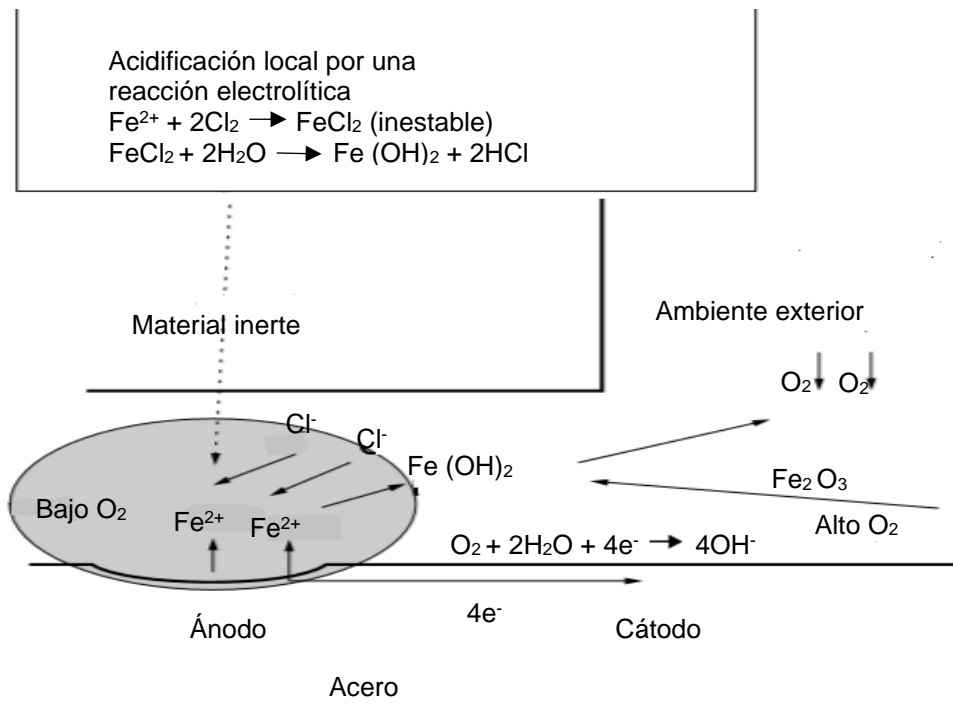 Acidificación local por una
reacción electrolítica
Fe²⁺ + 2Cl₂ → FeCl₂ (inestable)
FeCl₂ + 2H₂O → Fe (OH)₂ + 2HCl
Material inerte
Ambiente exterior
O₂ O₂
Cl⁻
Cl⁻
Fe (OH)₂
Fe₂O₃
Bajo O₂
Fe²⁺ Fe²⁺
Alto O₂
O₂ + 2H₂O + 4e⁻ → 4OH⁻
4e⁻
Ánodo
Cátodo
Acero